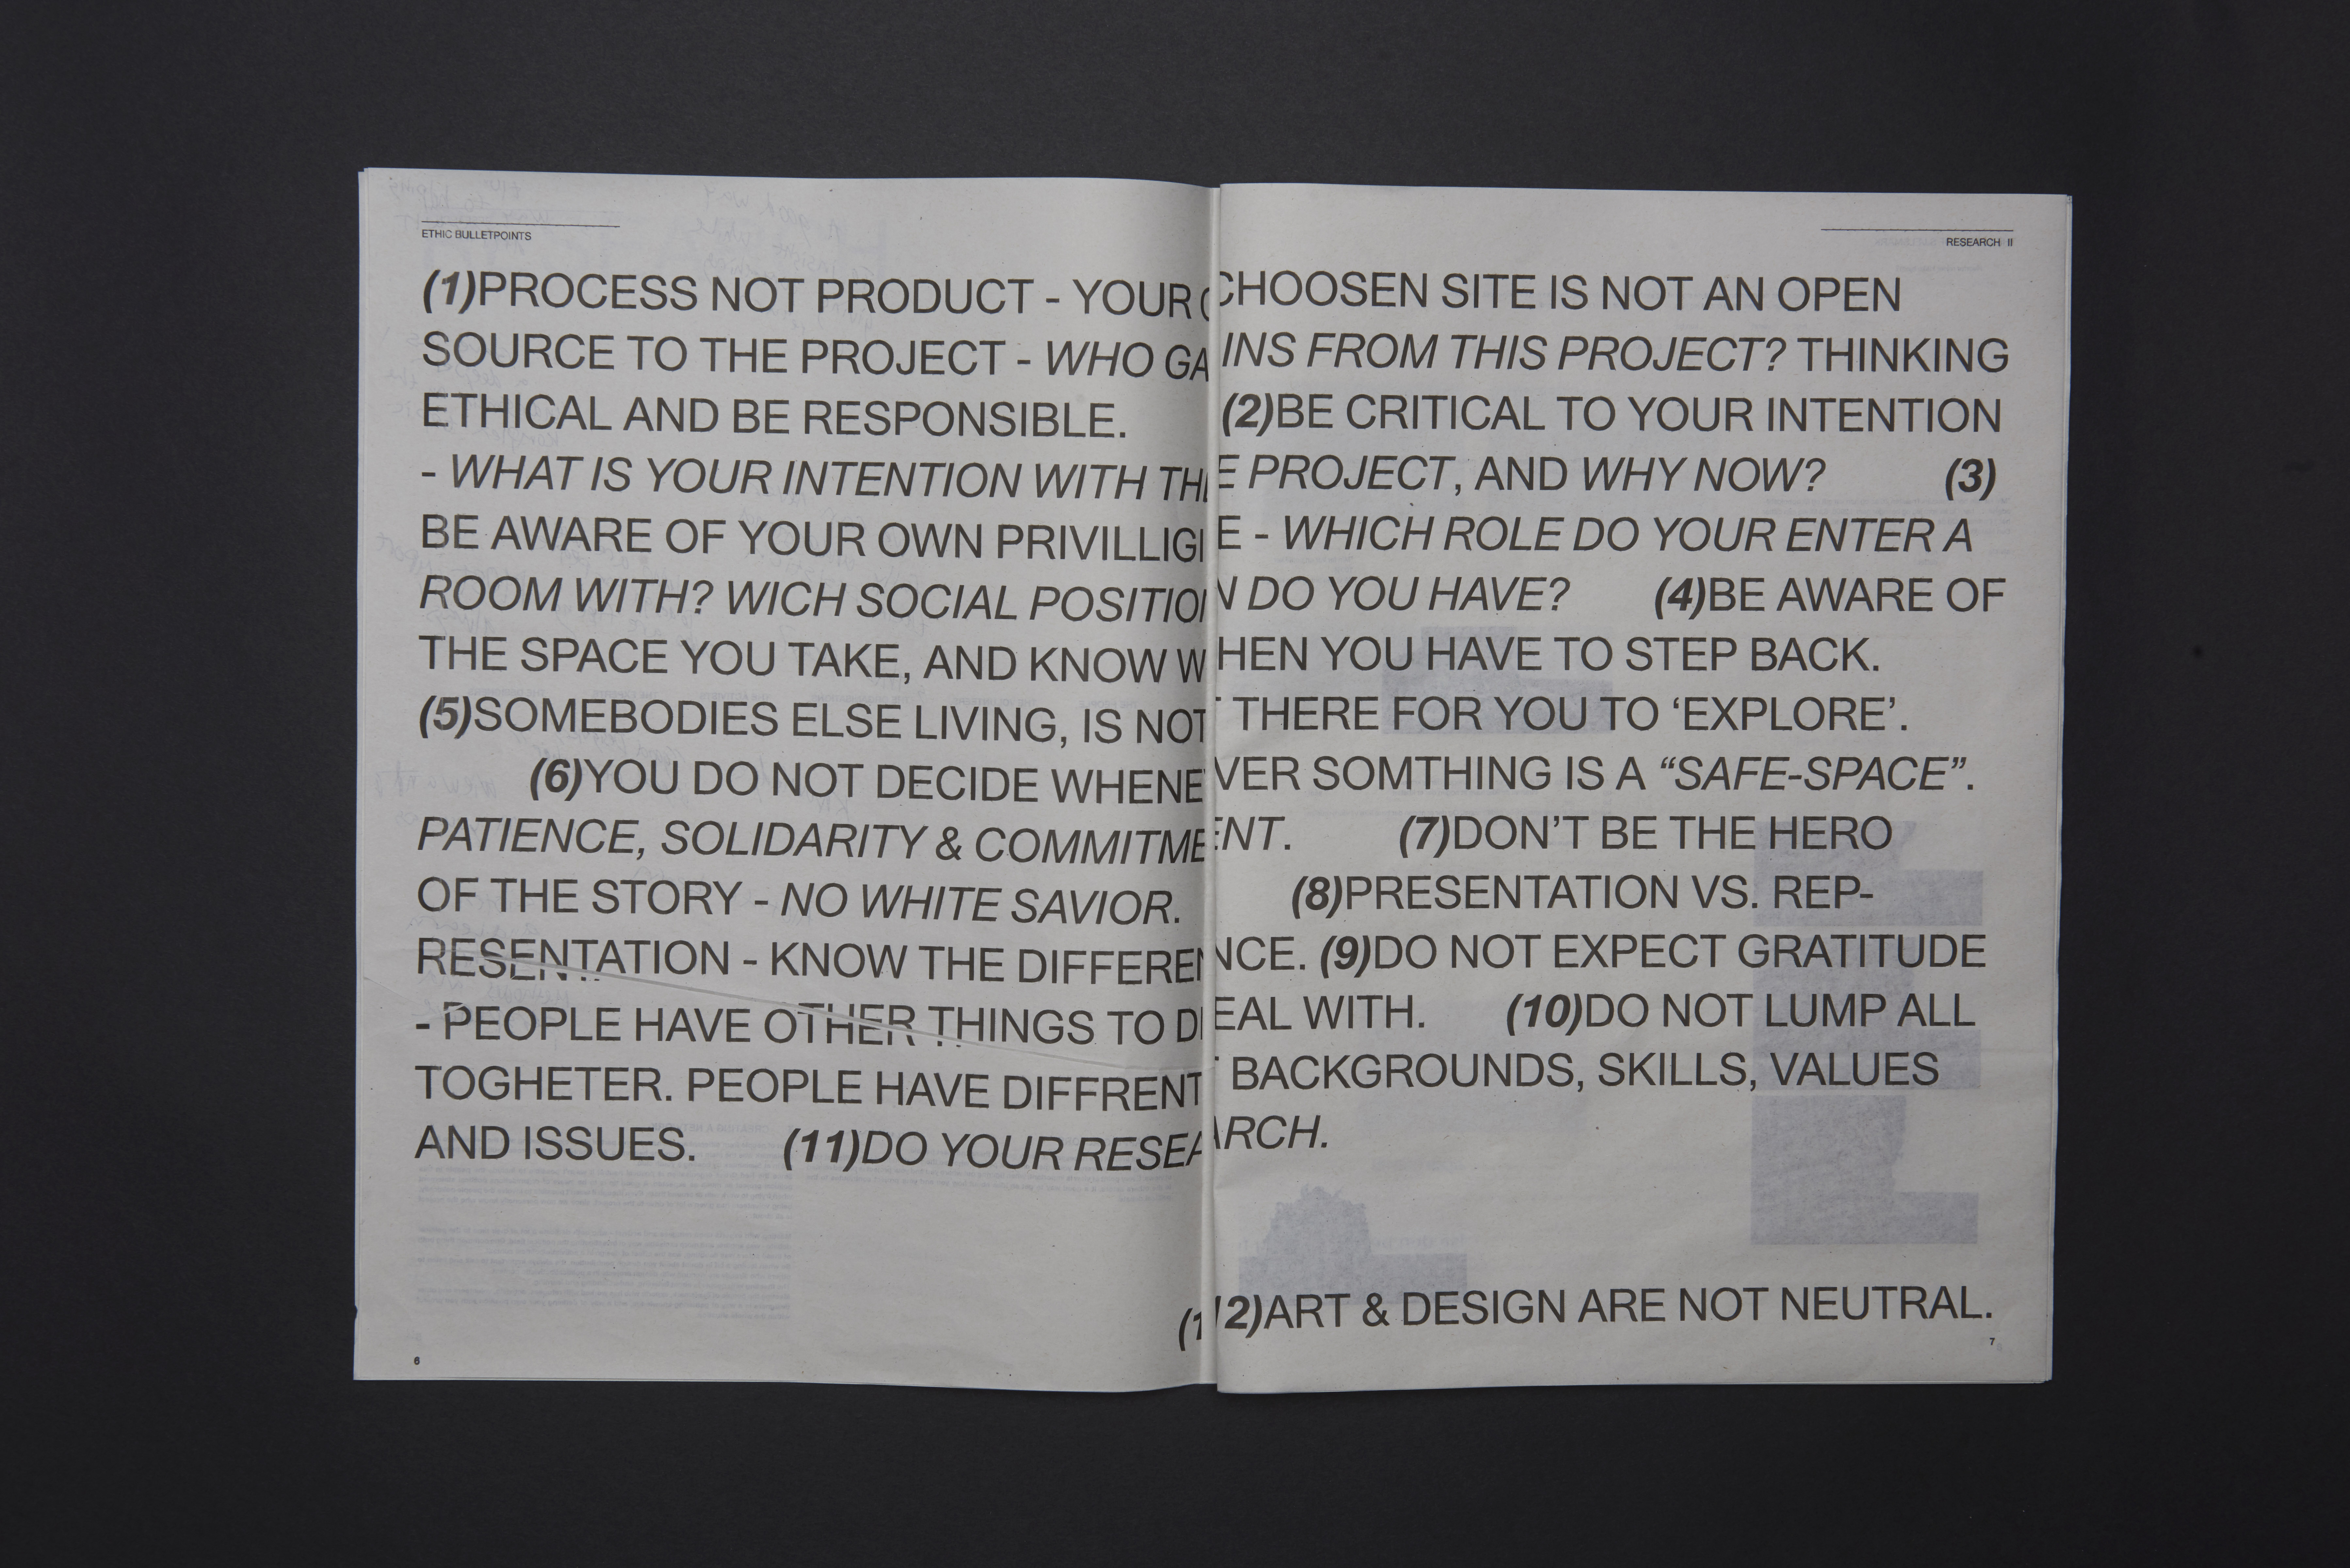 ETHIC BULLETPOINTS
RESEARCH II
(1)PROCESS NOT PRODUCT - YOUR CHOOSEN SITE IS NOT AN OPEN
SOURCE TO THE PROJECT - WHO GAINS FROM THIS PROJECT? THINKING
ETHICAL AND BE RESPONSIBLE. (2)BE CRITICAL TO YOUR INTENTION
- WHAT IS YOUR INTENTION WITH THE PROJECT, AND WHY NOW? (3)
BE AWARE OF YOUR OWN PRIVILLIGIE - WHICH ROLE DO YOUR ENTER A
ROOM WITH? WICH SOCIAL POSITION DO YOU HAVE? (4)BE AWARE OF
THE SPACE YOU TAKE, AND KNOW WHEN YOU HAVE TO STEP BACK.
(5)SOMEBODIES ELSE LIVING, IS NOT THERE FOR YOU TO ‘EXPLORE’.
(6)YOU DO NOT DECIDE WHENEVER SOMTHING IS A “SAFE-SPACE”.
PATIENCE, SOLIDARITY & COMMITMENT. (7)DON’T BE THE HERO
OF THE STORY - NO WHITE SAVIOR. (8)PRESENTATION VS. REP-
RESENTATION - KNOW THE DIFFERENCE. (9)DO NOT EXPECT GRATITUDE
- PEOPLE HAVE OTHER THINGS TO DEAL WITH. (10)DO NOT LUMP ALL
TOGHETER. PEOPLE HAVE DIFFRENT BACKGROUNDS, SKILLS, VALUES
AND ISSUES. (11)DO YOUR RESEARCH.
(12)ART & DESIGN ARE NOT NEUTRAL.
6
7